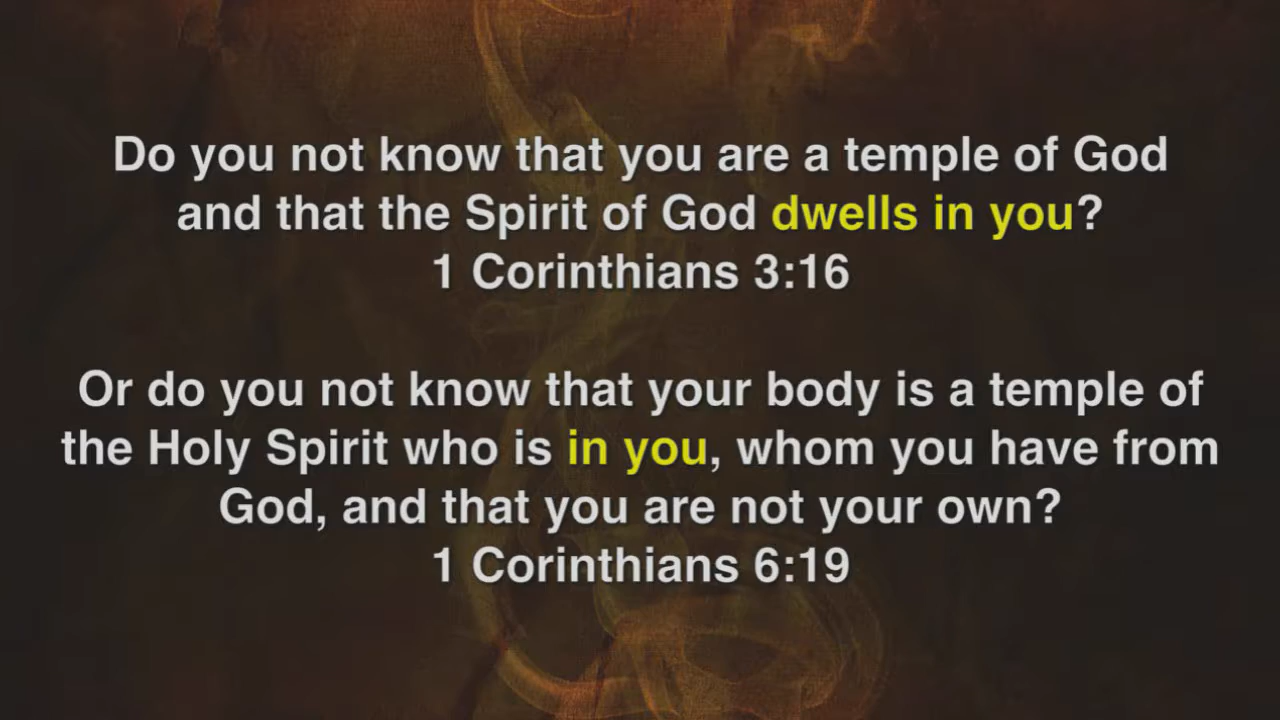 Do you not know that you are a temple of God
and that the Spirit of God dwells in you?
1 Corinthians 3:16
Or do you not know that your body is a temple of
the Holy Spirit who is in you, whom you have from
God, and that you are not your own?
1 Corinthians 6:19